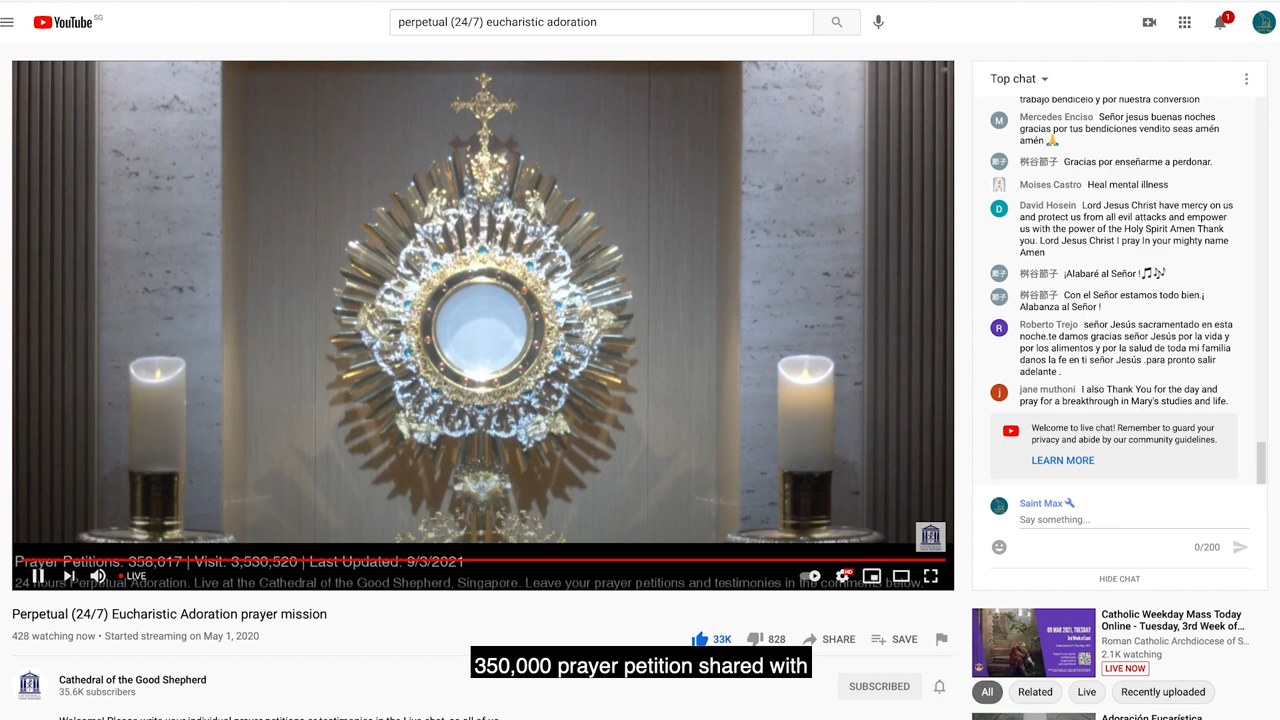 YouTube SG
perpetual (24/7) eucharistic adoration
1
Prayer Petitions: 358,017 | Visit: 3,530,520 | Last Updated: 9/3/2021
LIVE
HD
24 hours Perpetual Adoration. Live at the Cathedral of the Good Shepherd, Singapore. Leave your prayer petitions and testimonies in the comments below.
Perpetual (24/7) Eucharistic Adoration prayer mission
428 watching now • Started streaming on May 1, 2020
33K
828
SHARE
SAVE
350,000 prayer petition shared with
Cathedral of the Good Shepherd
35.6K subscribers
SUBSCRIBED
Top chat
trabajo bendícelo y por nuestra conversión
M
Mercedes Enciso Señor jesus buenas noches
gracias por tus bendiciones vendito seas amén
amén 🙏
節子
桝谷節子 Gracias por enseñarme a perdonar.
Moises Castro Heal mental illness
D
David Hosein Lord Jesus Christ have mercy on us
and protect us from all evil attacks and empower
us with the power of the Holy Spirit Amen Thank
you. Lord Jesus Christ I pray In your mighty name
Amen
節子
桝谷節子 ¡Alabaré al Señor !🎵🎶
節子
桝谷節子 Con el Señor estamos todo bien.¡
Alabanza al Señor !
R
Roberto Trejo señor Jesús sacramentado en esta
noche.te damos gracias señor Jesús por la vida y
por los alimentos y por la salud de toda mi familia
danos la fe en ti señor Jesús .para pronto salir
adelante .
j
jane muthoni I also Thank You for the day and
pray for a breakthrough in Mary's studies and life.
Welcome to live chat! Remember to guard your
privacy and abide by our community guidelines.
LEARN MORE
Saint Max
Say something...
0/200
HIDE CHAT
Catholic Weekday Mass Today
Online - Tuesday, 3rd Week of...
Roman Catholic Archdiocese of S...
2.1K watching
LIVE NOW
All
Related
Live
Recently uploaded